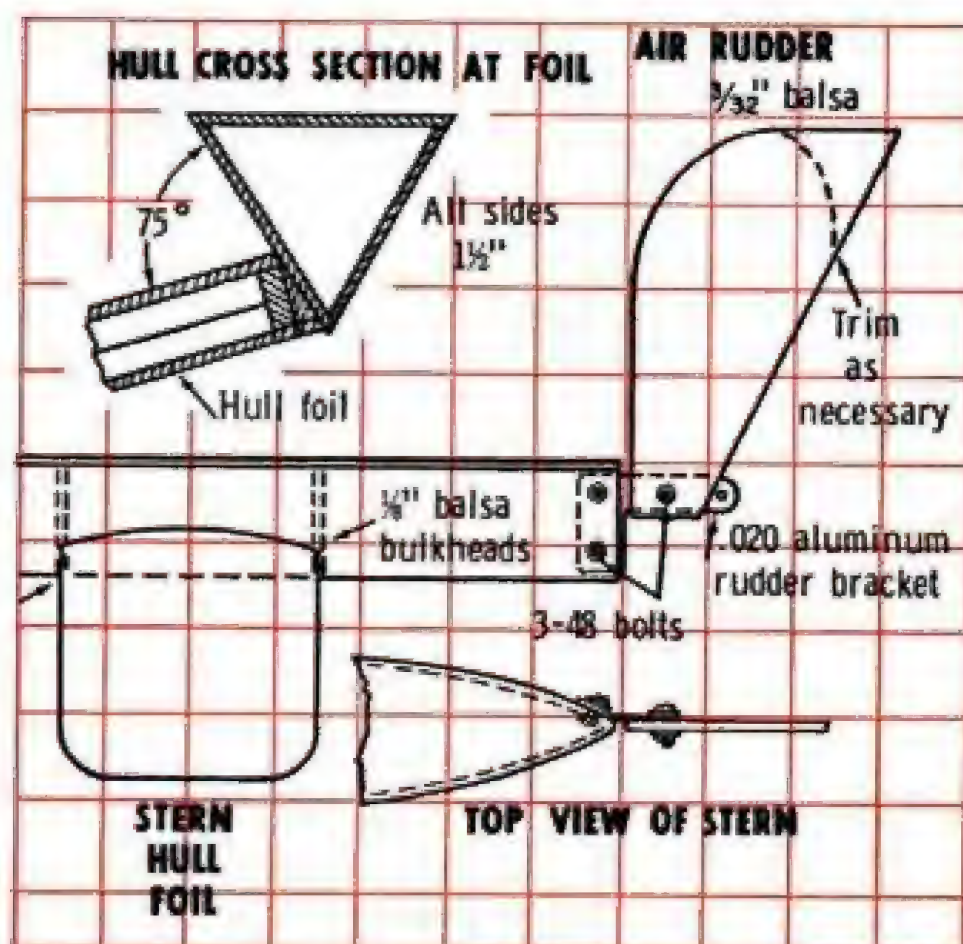 HULL CROSS SECTION AT FOIL
AIR RUDDER
3/32" balsa
75°
All sides
1½"
Trim
as
necessary
Hull foil
⅛" balsa
bulkheads
.020 aluminum
rudder bracket
3-48 bolts
STERN
HULL
FOIL
TOP VIEW OF STERN